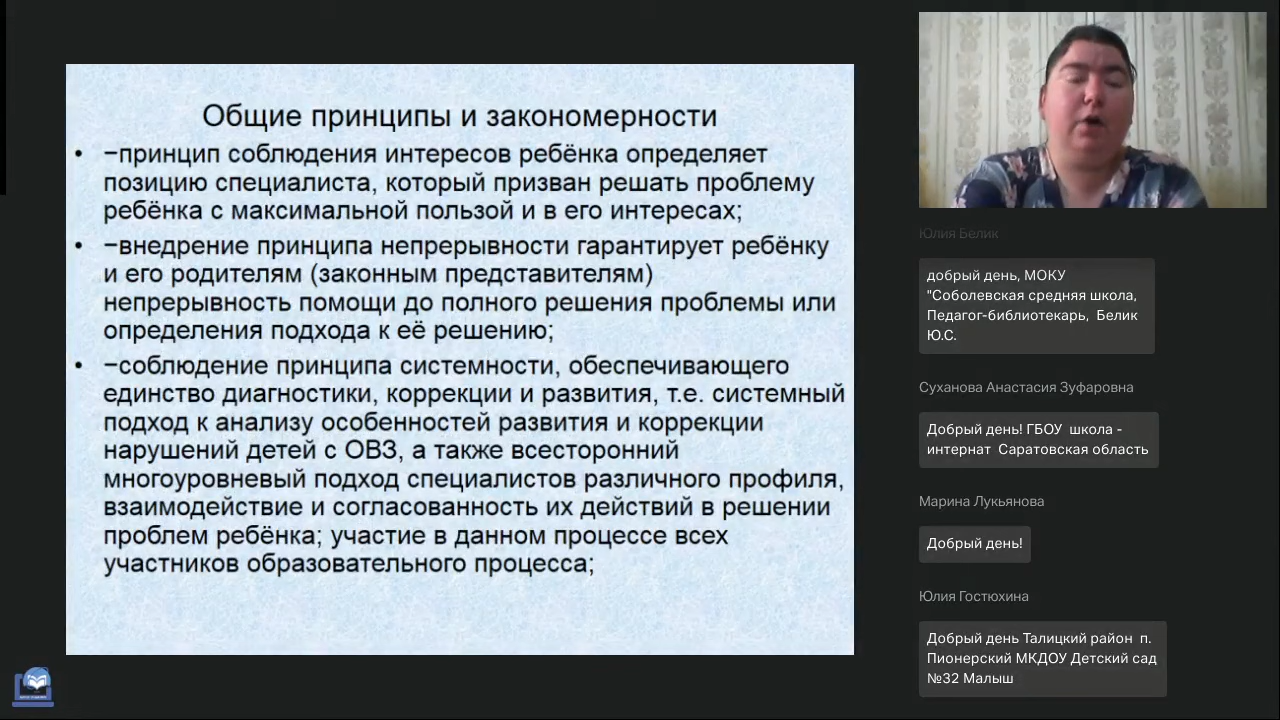 Общие принципы и закономерности
• −принцип соблюдения интересов ребёнка определяет
позицию специалиста, который призван решать проблему
ребёнка с максимальной пользой и в его интересах;
• −внедрение принципа непрерывности гарантирует ребёнку
и его родителям (законным представителям)
непрерывность помощи до полного решения проблемы или
определения подхода к её решению;
• −соблюдение принципа системности, обеспечивающего
единство диагностики, коррекции и развития, т.е. системный
подход к анализу особенностей развития и коррекции
нарушений детей с ОВЗ, а также всесторонний
многоуровневый подход специалистов различного профиля,
взаимодействие и согласованность их действий в решении
проблем ребёнка; участие в данном процессе всех
участников образовательного процесса;
Юлия Белик
добрый день, МОКУ
"Соболевская средняя школа,
Педагог-библиотекарь, Белик
Ю.С.
Суханова Анастасия Зуфаровна
Добрый день! ГБОУ школа -
интернат Саратовская область
Марина Лукьянова
Добрый день!
Юлия Гостюхина
Добрый день Талицкий район п.
Пионерский МКДОУ Детский сад
№32 Малыш